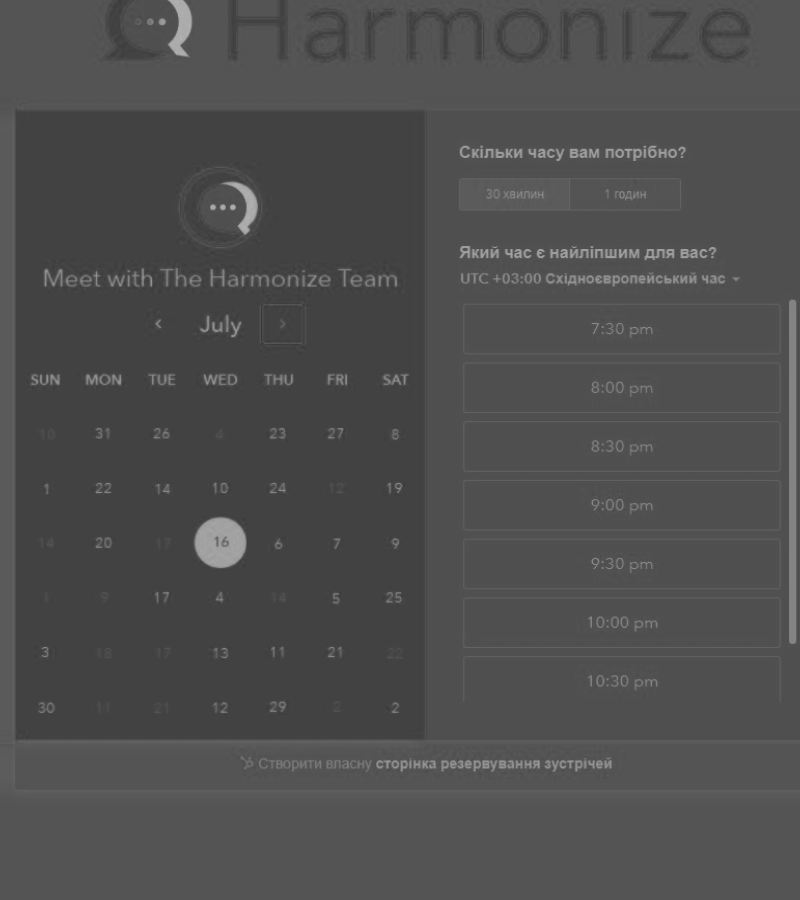 Harmonize
Meet with The Harmonize Team
July
SUN MON TUE WED THU FRI SAT
10 31 26 4 23 27 8
1 22 14 10 24 12 19
14 20 17 16 6 7 9
1 9 17 4 14 5 25
3 18 17 13 11 21 22
30 11 21 12 29 2 2
Скільки часу вам потрібно?
30 хвилин 1 годин
Який час є найліпшим для вас?
UTC +03:00 Східноєвропейський час
7:30 pm
8:00 pm
8:30 pm
9:00 pm
9:30 pm
10:00 pm
10:30 pm
Створити власну сторінка резервування зустрічей